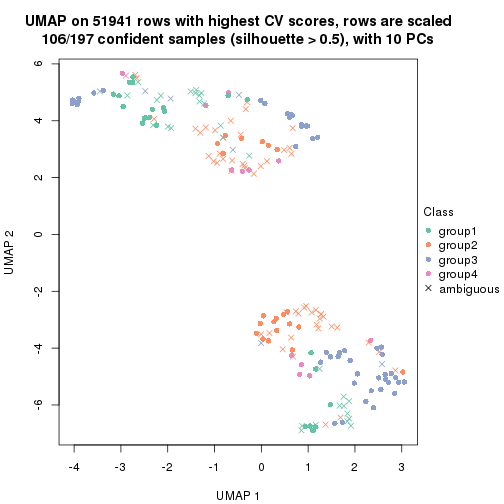 UMAP on 51941 rows with highest CV scores, rows are scaled
106/197 confident samples (silhouette > 0.5), with 10 PCs
6
4
2
0
-2
-4
-6
UMAP 2
-4
-3
-2
-1
0
1
2
3
UMAP 1
Class
group1
group2
group3
group4
ambiguous